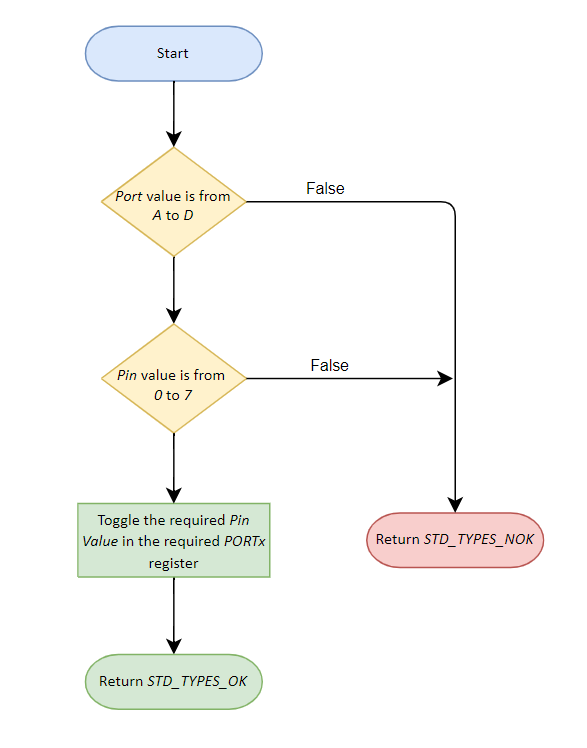 Start
Port value is from
A to D
False
Pin value is from
0 to 7
False
Toggle the required Pin
Value in the required PORTx
register
Return STD_TYPES_NOK
Return STD_TYPES_OK